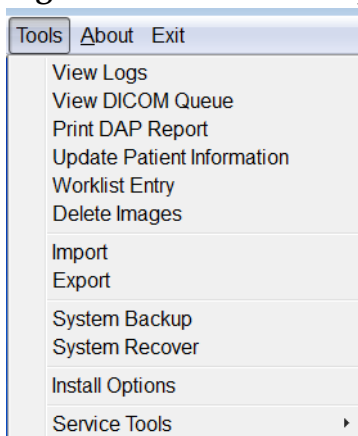 Tools About Exit
View Logs
View DICOM Queue
Print DAP Report
Update Patient Information
Worklist Entry
Delete Images
Import
Export
System Backup
System Recover
Install Options
Service Tools